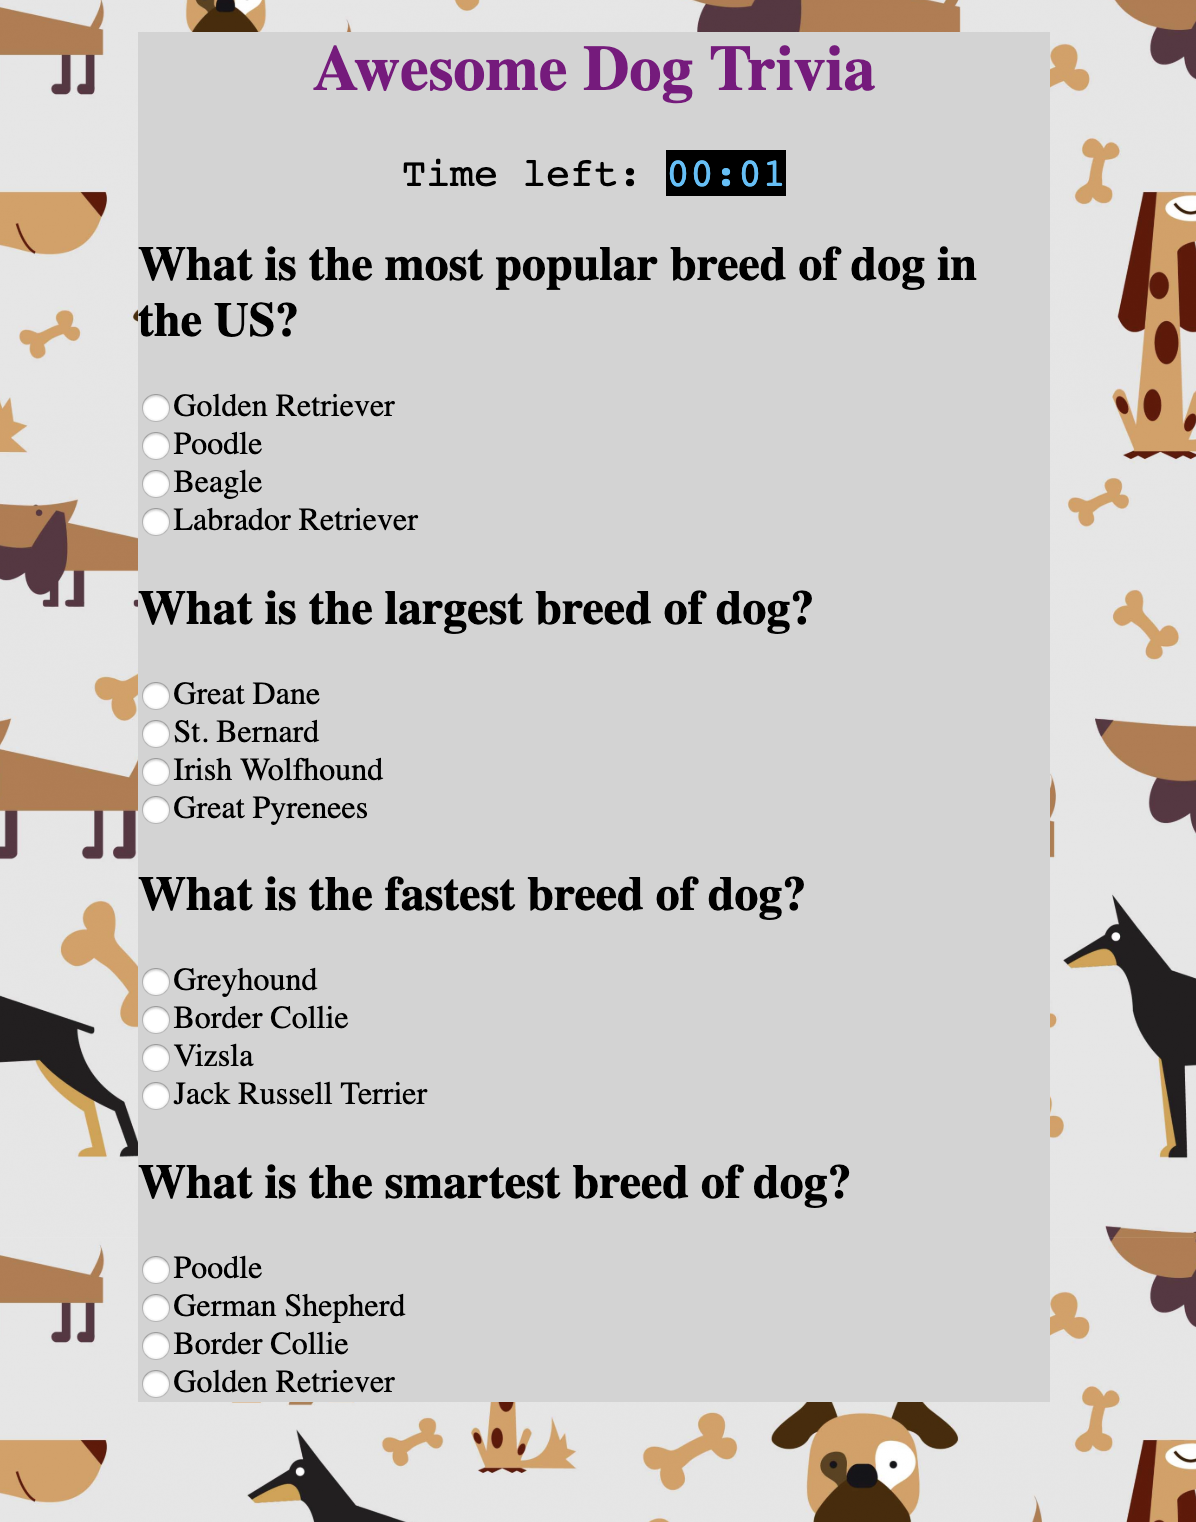 Awesome Dog Trivia
Time left: 00:01
What is the most popular breed of dog in
the US?
Golden Retriever
Poodle
Beagle
Labrador Retriever
What is the largest breed of dog?
Great Dane
St. Bernard
Irish Wolfhound
Great Pyrenees
What is the fastest breed of dog?
Greyhound
Border Collie
Vizsla
Jack Russell Terrier
What is the smartest breed of dog?
Poodle
German Shepherd
Border Collie
Golden Retriever